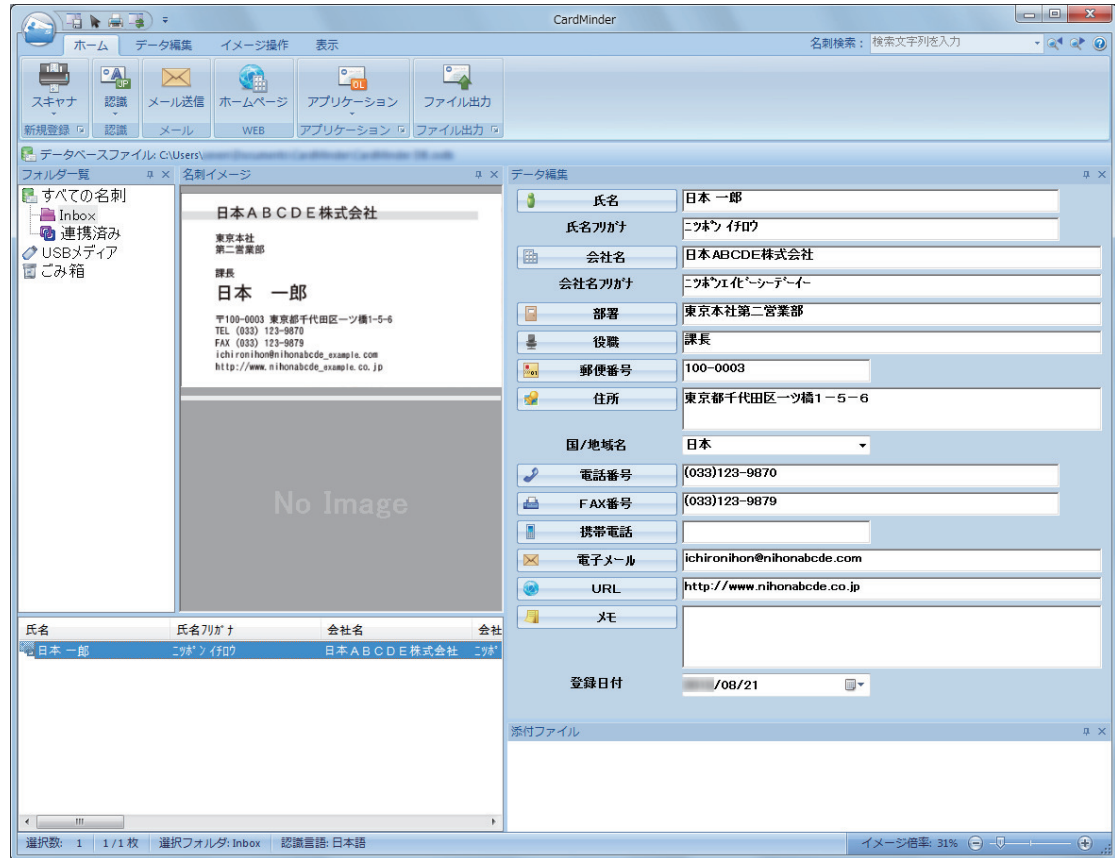 CardMinder
ホーム データ編集 イメージ操作 表示
名刺検索： 検索文字列を入力
スキャナ 認識 メール送信 ホームページ アプリケーション ファイル出力
新規登録 認識 メール WEB アプリケーション ファイル出力
データベースファイル: C:\Users\
フォルダ一覧
すべての名刺
Inbox
連携済み
USBメディア
ごみ箱
名刺イメージ
日本ＡＢＣＤＥ株式会社
東京本社
第二営業部
課長
日本　一郎
〒100-0003 東京都千代田区一ツ橋1-5-6
TEL (033) 123-9870
FAX (033) 123-9879
ichironihon@nihonabcde_example.com
http://www.nihonabcde_example.co.jp
No Image
データ編集
氏名 日本 一郎
氏名ﾌﾘｶﾞﾅ ﾆﾂﾎﾟﾝ ｲﾁﾛｳ
会社名 日本ABCDE株式会社
会社名ﾌﾘｶﾞﾅ ﾆﾂﾎﾟﾝｴｲﾋﾞｰｼｰﾃﾞｰｲｰ
部署 東京本社第二営業部
役職 課長
郵便番号 100-0003
住所 東京都千代田区一ツ橋１－５－６
国/地域名 日本
電話番号 (033)123-9870
ＦAX番号 (033)123-9879
携帯電話
電子メール ichironihon@nihonabcde.com
URL http://www.nihonabcde.co.jp
メモ
登録日付 /08/21
氏名 氏名ﾌﾘｶﾞﾅ 会社名 会社
日本 一郎 ﾆﾂﾎﾟﾝ ｲﾁﾛｳ 日本ＡＢＣＤＥ株式会社 ﾆﾂﾎﾟ
添付ファイル
選択数: 1 1/1 枚 選択フォルダ: Inbox 認識言語: 日本語
イメージ倍率: 31%